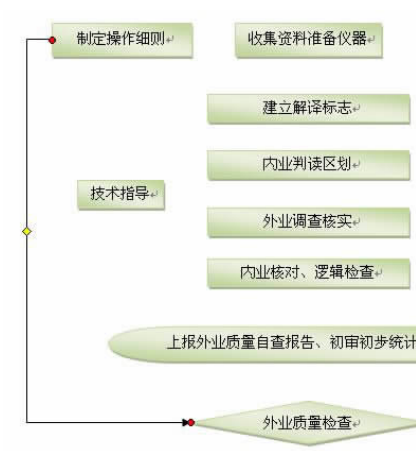 制定操作细则
收集资料准备仪器
建立解译标志
内业判读区划
技术指导
外业调查核实
内业核对、逻辑检查
上报外业质量自查报告、初审初步统计
外业质量检查